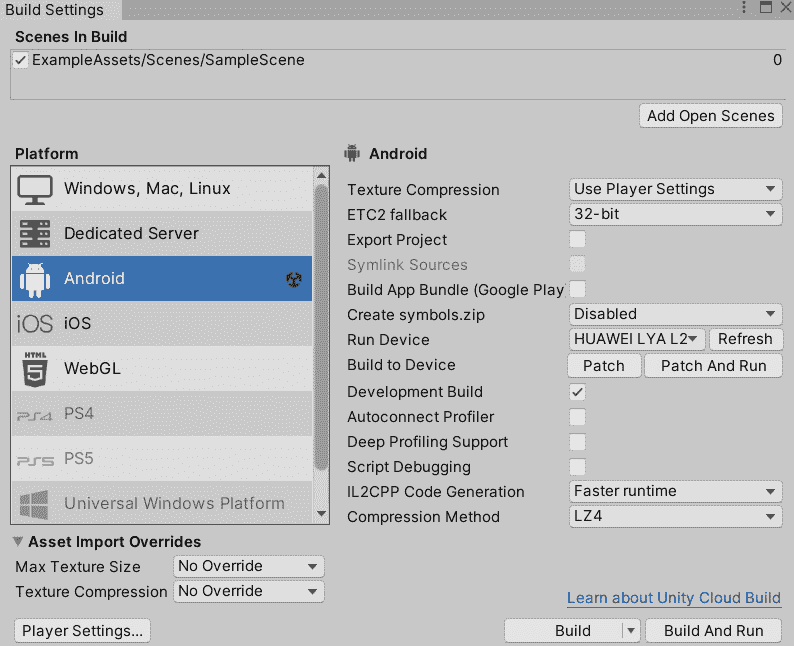 Build Settings
Scenes In Build
ExampleAssets/Scenes/SampleScene 0
Add Open Scenes
Platform
Windows, Mac, Linux
Dedicated Server
Android
iOS iOS
HTML
5 WebGL
PS4 PS4
PS5 PS5
Universal Windows Platform
Android
Texture Compression Use Player Settings
ETC2 fallback 32-bit
Export Project
Symlink Sources
Build App Bundle (Google Play
Create symbols.zip Disabled
Run Device HUAWEI LYA L2 Refresh
Build to Device Patch Patch And Run
Development Build
Autoconnect Profiler
Deep Profiling Support
Script Debugging
IL2CPP Code Generation Faster runtime
Compression Method LZ4
Asset Import Overrides
Max Texture Size No Override
Texture Compression No Override
Learn about Unity Cloud Build
Player Settings... Build Build And Run